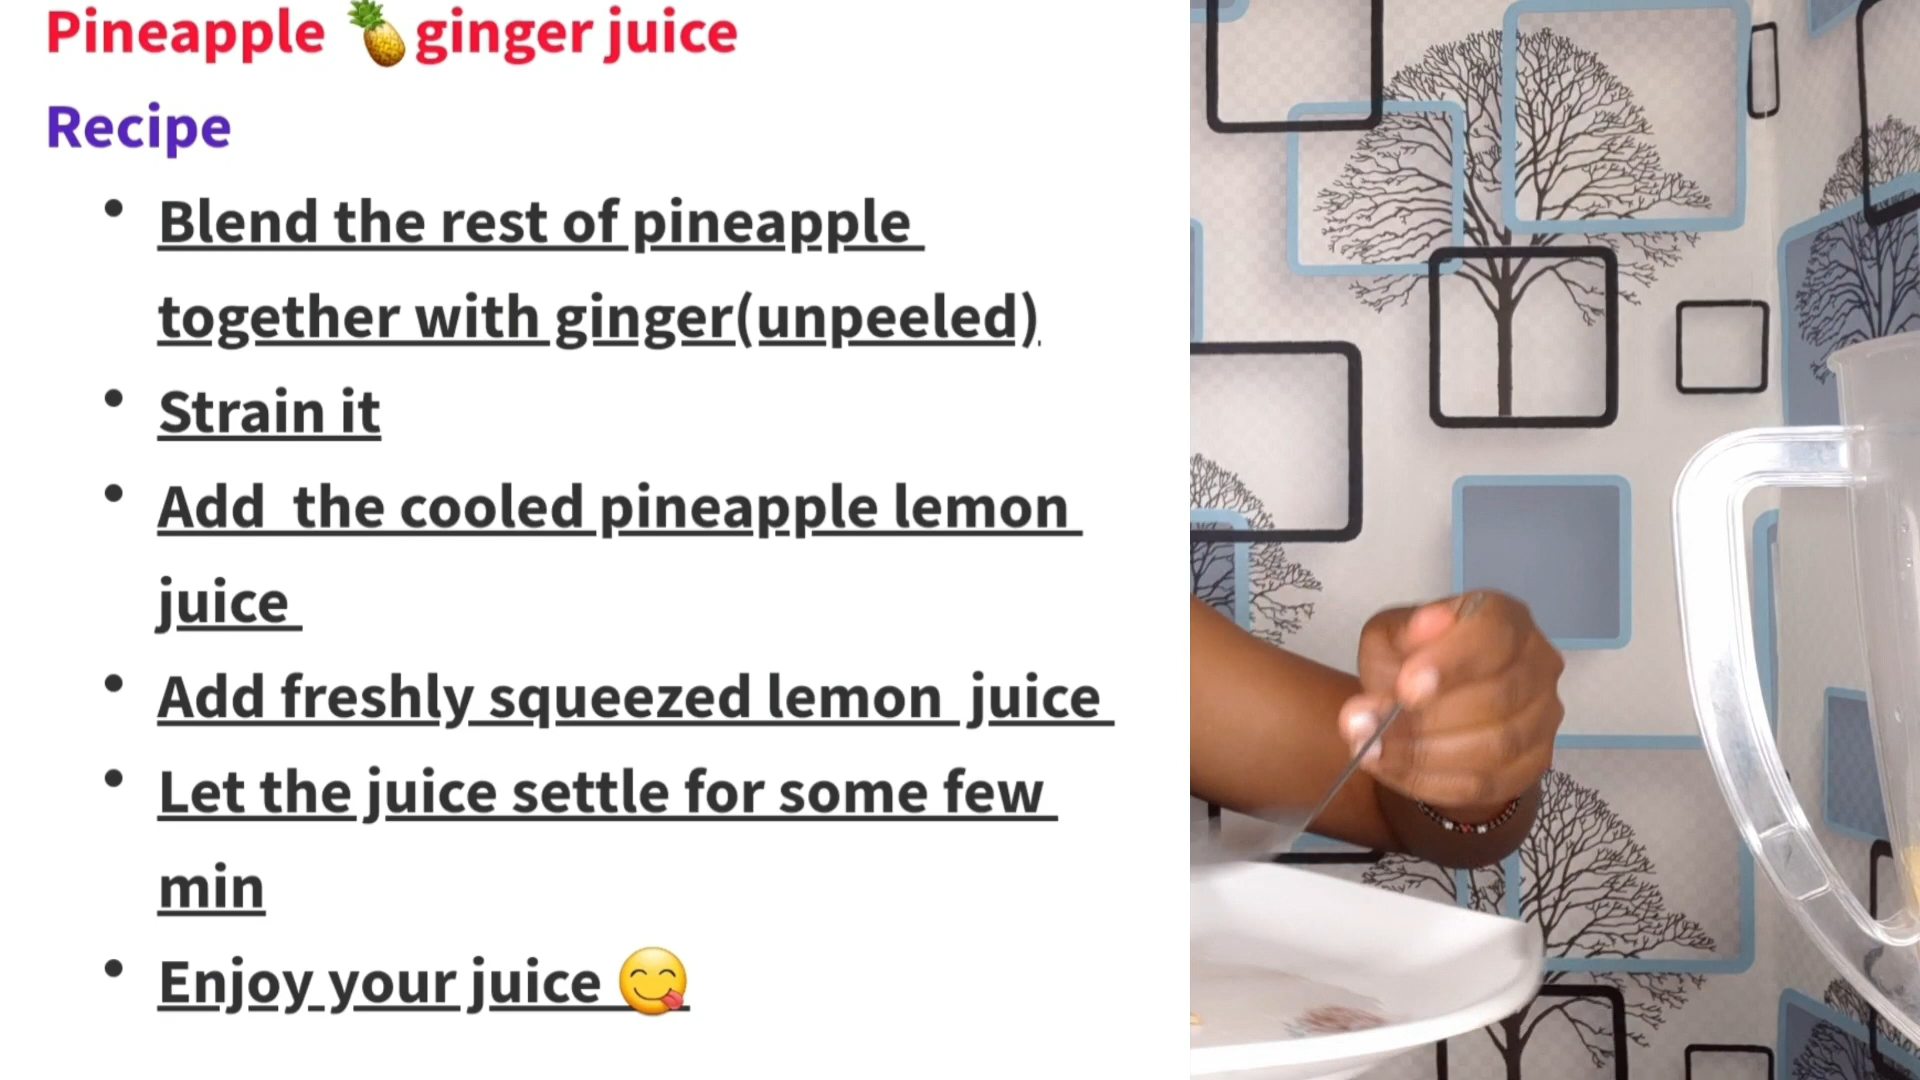 Pineapple 🍍ginger juice
Recipe
• Blend the rest of pineapple
together with ginger(unpeeled)
• Strain it
• Add  the cooled pineapple lemon
juice
• Add freshly squeezed lemon  juice
• Let the juice settle for some few
min
• Enjoy your juice 😋